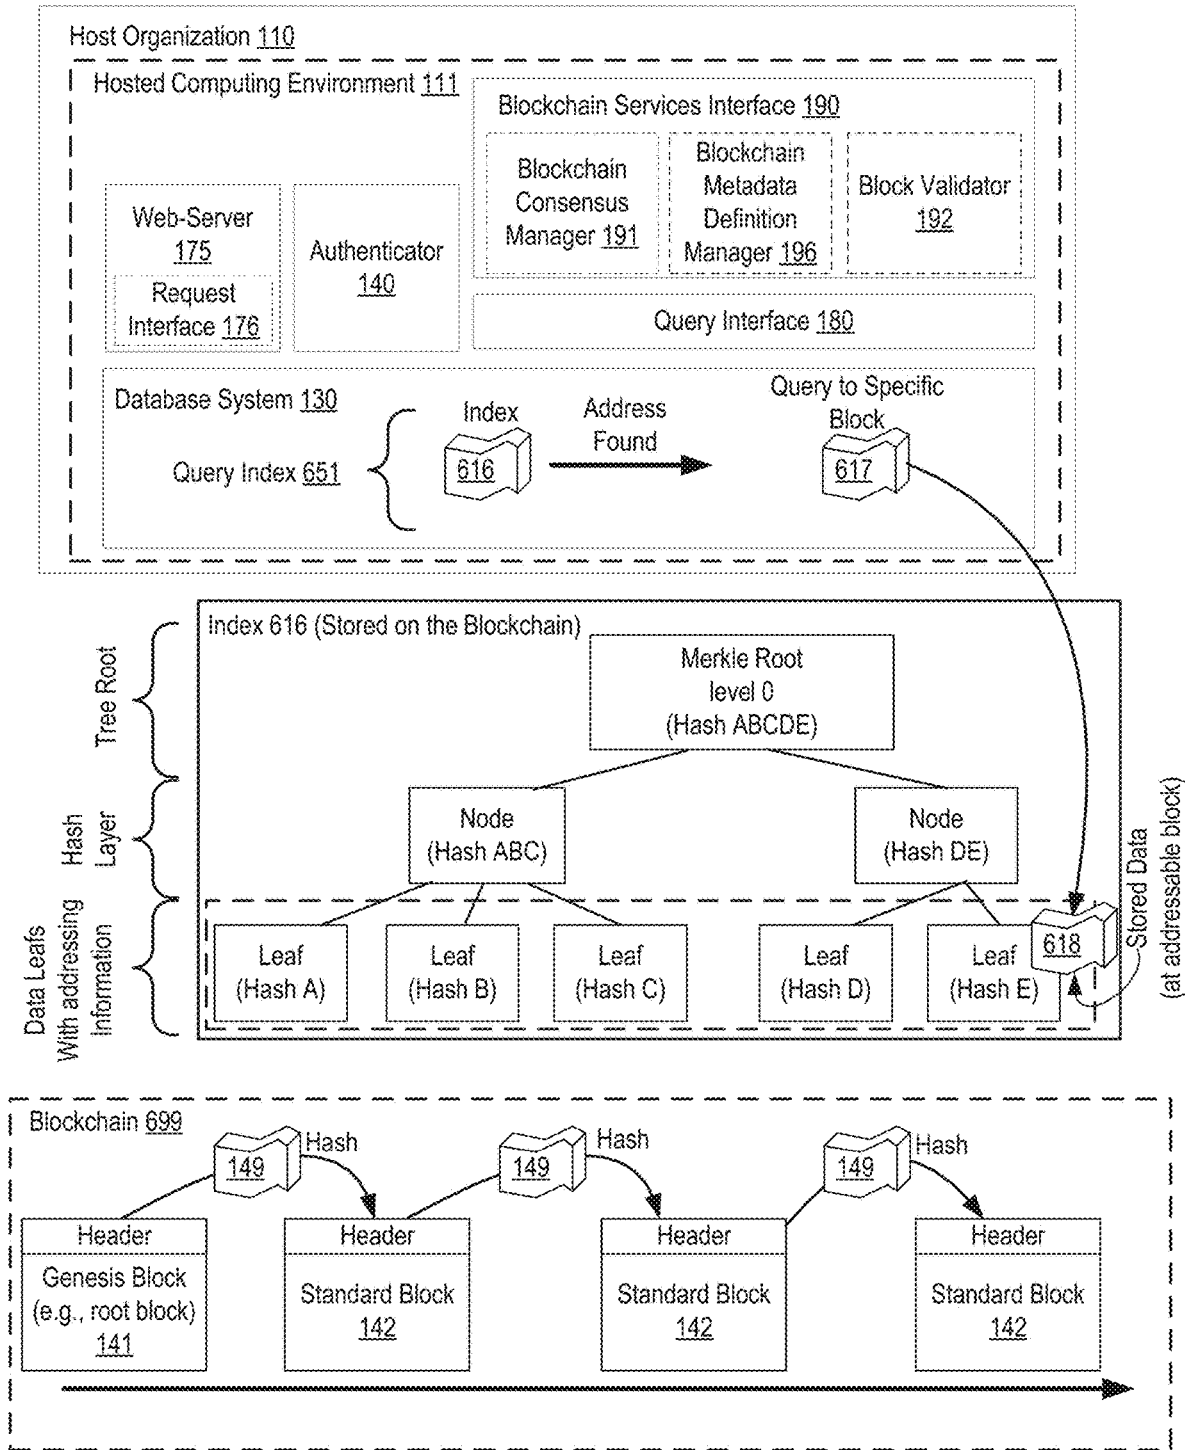 Host Organization 110
Hosted Computing Environment 111
Blockchain Services Interface 190
Blockchain
Consensus
Manager 191
Blockchain
Metadata
Definition
Manager 196
Block Validator
192
Web-Server
175
Request
Interface 176
Authenticator
140
Query Interface 180
Database System 130
Query Index 651
Index
616
Address
Found
Query to Specific
Block
617
Index 616 (Stored on the Blockchain)
Tree Root
Merkle Root
level 0
(Hash ABCDE)
Hash
Layer
Node
(Hash ABC)
Node
(Hash DE)
Data Leafs
With addressing
Information
Leaf
(Hash A)
Leaf
(Hash B)
Leaf
(Hash C)
Leaf
(Hash D)
Leaf
(Hash E)
618
Stored Data
(at addressable block)
Blockchain 699
149
Hash
149
Hash
149
Hash
Header
Genesis Block
(e.g., root block)
141
Header
Standard Block
142
Header
Standard Block
142
Header
Standard Block
142